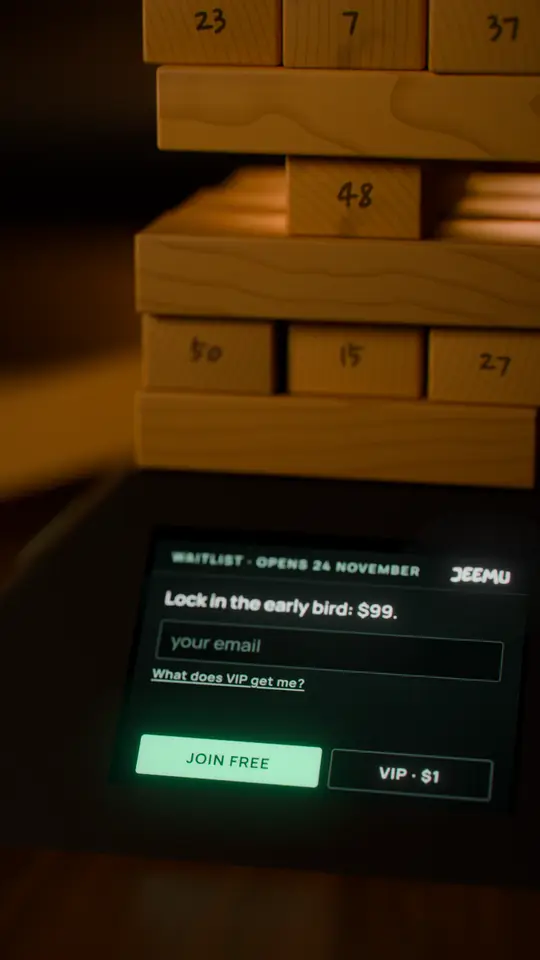 23 7 37
48
50 15 27
WAITLIST · OPENS 24 NOVEMBER
JEEMU
Lock in the early bird: $99.
your email
What does VIP get me?
JOIN FREE
VIP · $1